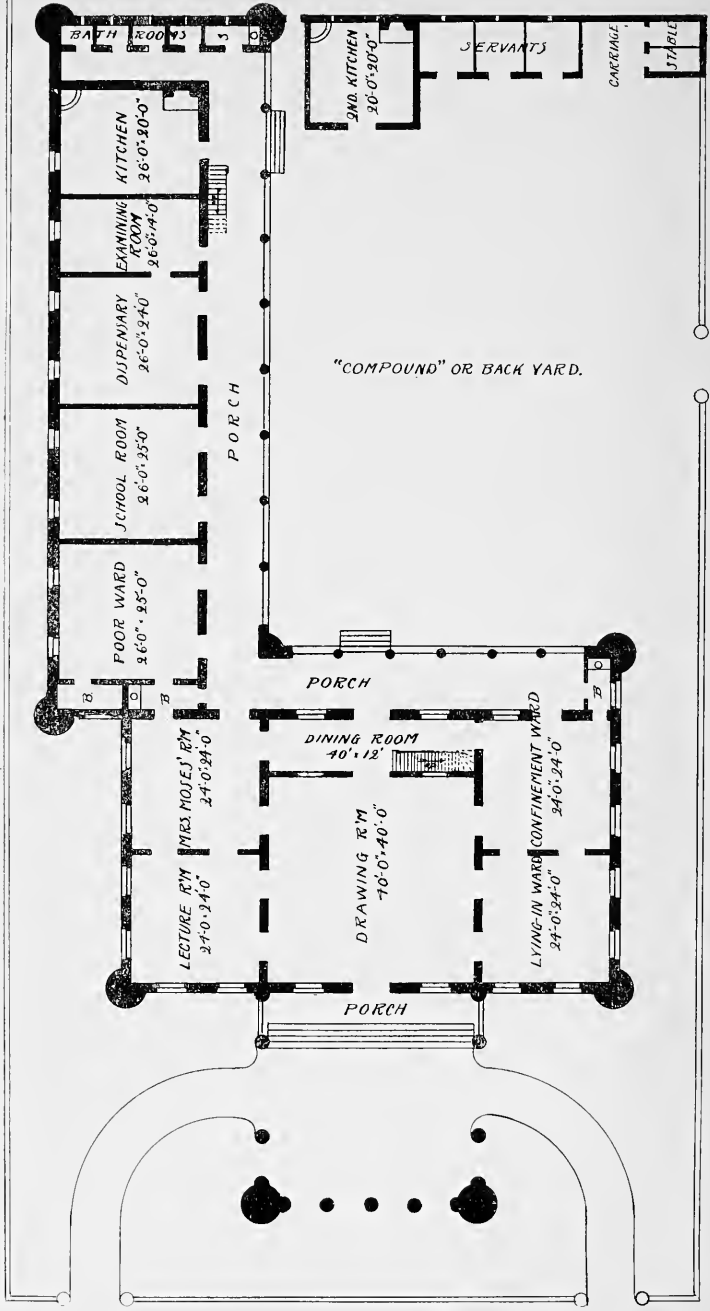 BATH ROOMS
S
O
KITCHEN
26'-0"×20'-0"
EXAMINING
ROOM
26'-0"×14'-0"
DISPENSARY
26'-0"×24'0"
SCHOOL ROOM
26'-0"×25'-0"
POOR WARD
26'-0"×25'-0"
B
O
B
PORCH
2ND. KITCHEN
20'-0"×20'-0"
SERVANTS
CARRIAGE
STABLE
"COMPOUND" OR BACK YARD.
PORCH
DINING ROOM
40'×12'
MRS. MOSES' R'M
24'-0×24'-0"
LECTURE R'M
24'-0×24'-0"
DRAWING R'M
40'-0"×40'-0"
CONFINEMENT WARD
24'-0"×24'-0"
LYING-IN WARD
24'-0"×24'-0"
O
B
PORCH